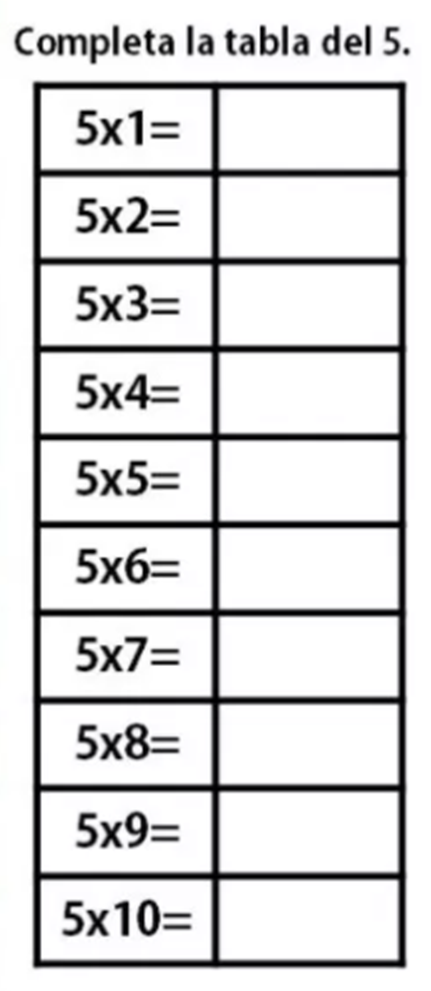 Completa la tabla del 5.
5x1=
5x2=
5x3=
5x4=
5x5=
5x6=
5x7=
5x8=
5x9=
5x10=